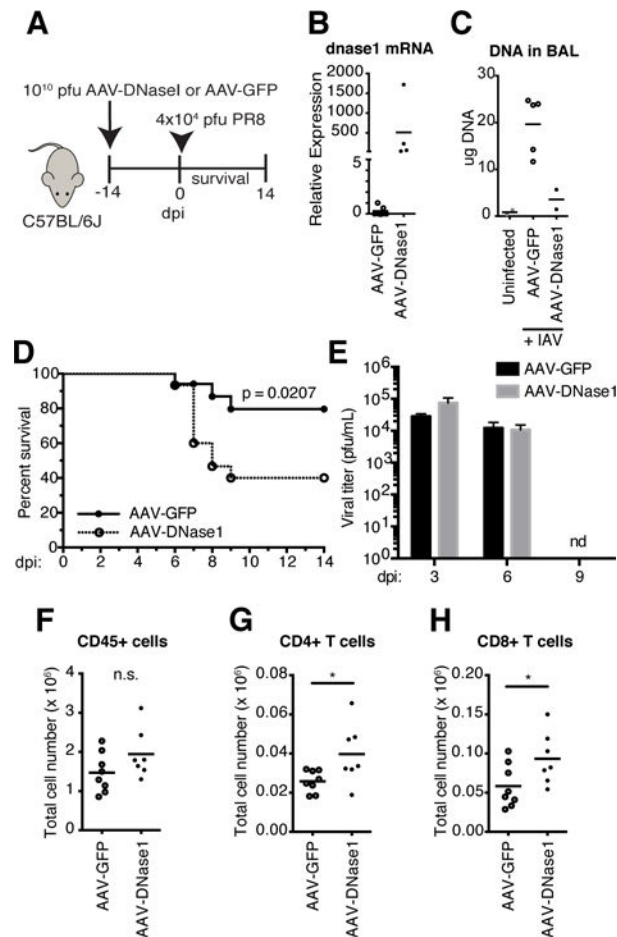 A
10¹⁰ pfu AAV-DNaseI or AAV-GFP
4x10⁴ pfu PR8
survival
-14
0
14
dpi
C57BL/6J
B
dnase1 mRNA
Relative Expression
2000
1500
1000
500
5
0
AAV-GFP
AAV-DNase1
C
DNA in BAL
ug DNA
30
20
10
0
Uninfected
AAV-GFP
AAV-DNase1
+ IAV
D
Percent survival
100
80
60
40
20
0
p = 0.0207
AAV-GFP
AAV-DNase1
dpi:
0 2 4 6 8 10 12 14
E
AAV-GFP
AAV-DNase1
Viral titer (pfu/mL)
10⁶
10⁵
10⁴
10³
10²
10¹
10⁰
nd
dpi: 3 6 9
F
CD45+ cells
n.s.
Total cell number (x 10⁶)
4
3
2
1
0
AAV-GFP
AAV-DNase1
G
CD4+ T cells
*
Total cell number (x 10⁶)
0.08
0.06
0.04
0.02
0.00
AAV-GFP
AAV-DNase1
H
CD8+ T cells
*
Total cell number (x 10⁶)
0.20
0.15
0.10
0.05
0.00
AAV-GFP
AAV-DNase1